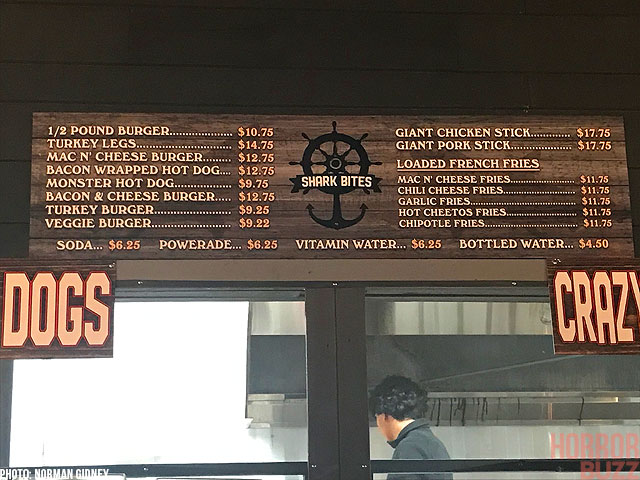 1/2 POUND BURGER..................... $10.75
TURKEY LEGS............................ $14.75
MAC N' CHEESE BURGER........... $12.75
BACON WRAPPED HOT DOG.... $12.75
MONSTER HOT DOG.................. $9.75
BACON & CHEESE BURGER.... $12.75
TURKEY BURGER...................... $9.25
VEGGIE BURGER....................... $9.22
SHARK BITES
GIANT CHICKEN STICK.......... $17.75
GIANT PORK STICK................ $17.75
LOADED FRENCH FRIES
MAC N' CHEESE FRIES................... $11.75
CHILI CHEESE FRIES..................... $11.75
GARLIC FRIES............................. $11.75
HOT CHEETOS FRIES.................... $11.75
CHIPOTLE FRIES.......................... $11.75
SODA... $6.25 POWERADE... $6.25 VITAMIN WATER... $6.25 BOTTLED WATER... $4.50
DOGS
CRAZY
PHOTO: NORMAN GIDNEY
HORROR
BUZZ